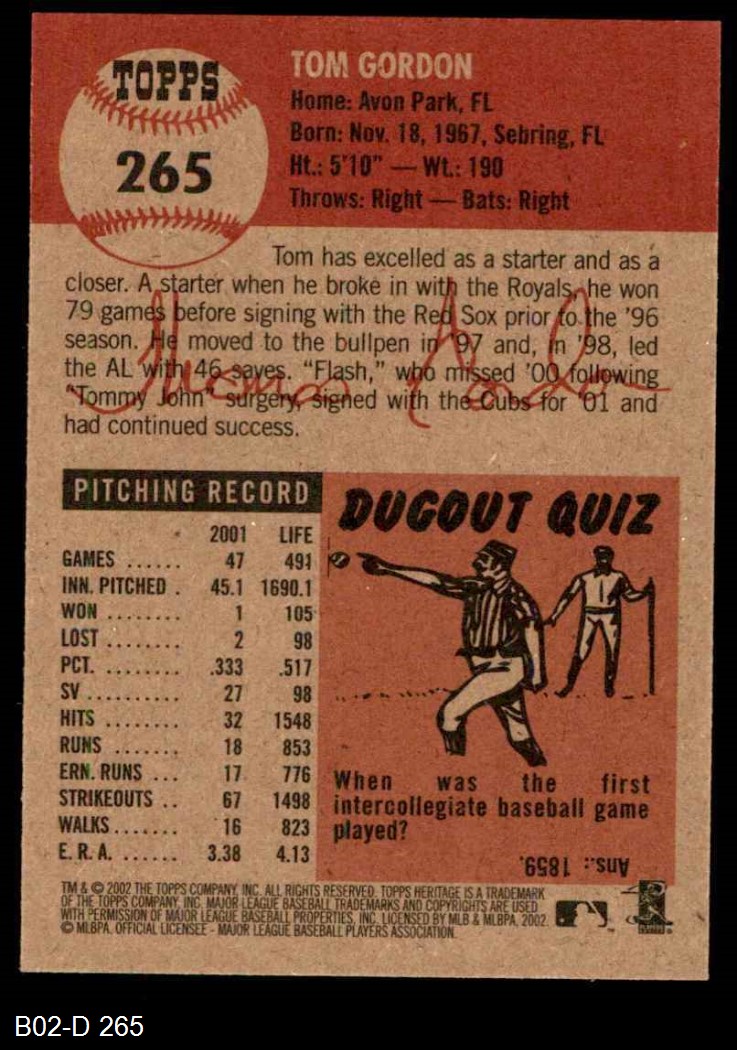 TOPPS
265
TOM GORDON
Home: Avon Park, FL
Born: Nov. 18, 1967, Sebring, FL
Ht.: 5'10" — Wt.: 190
Throws: Right — Bats: Right
Tom has excelled as a starter and as a
closer. A starter when he broke in with the Royals, he won
79 games before signing with the Red Sox prior to the '96
season. He moved to the bullpen in '97 and, in '98, led
the AL with 46 saves. "Flash," who missed '00 following
"Tommy John" surgery, signed with the Cubs for '01 and
had continued success.
Thomas Gordon
PITCHING RECORD
2001 LIFE
GAMES ...... 47 491
INN. PITCHED . 45.1 1690.1
WON ........ 1 105
LOST ........ 2 98
PCT. ........ .333 .517
SV .......... 27 98
HITS ........ 32 1548
RUNS ....... 18 853
ERN. RUNS ... 17 776
STRIKEOUTS .. 67 1498
WALKS....... 16 823
E. R. A. ...... 3.38 4.13
DUGOUT QUIZ
When was the first
intercollegiate baseball game
played?
Ans.: 1859.
TM & © 2002 THE TOPPS COMPANY, INC. ALL RIGHTS RESERVED. TOPPS HERITAGE IS A TRADEMARK
OF THE TOPPS COMPANY, INC. MAJOR LEAGUE BASEBALL TRADEMARKS AND COPYRIGHTS ARE USED
WITH PERMISSION OF MAJOR LEAGUE BASEBALL PROPERTIES, INC. LICENSED BY MLB & MLBPA, 2002.
© MLBPA. OFFICIAL LICENSEE - MAJOR LEAGUE BASEBALL PLAYERS ASSOCIATION.
B02-D 265